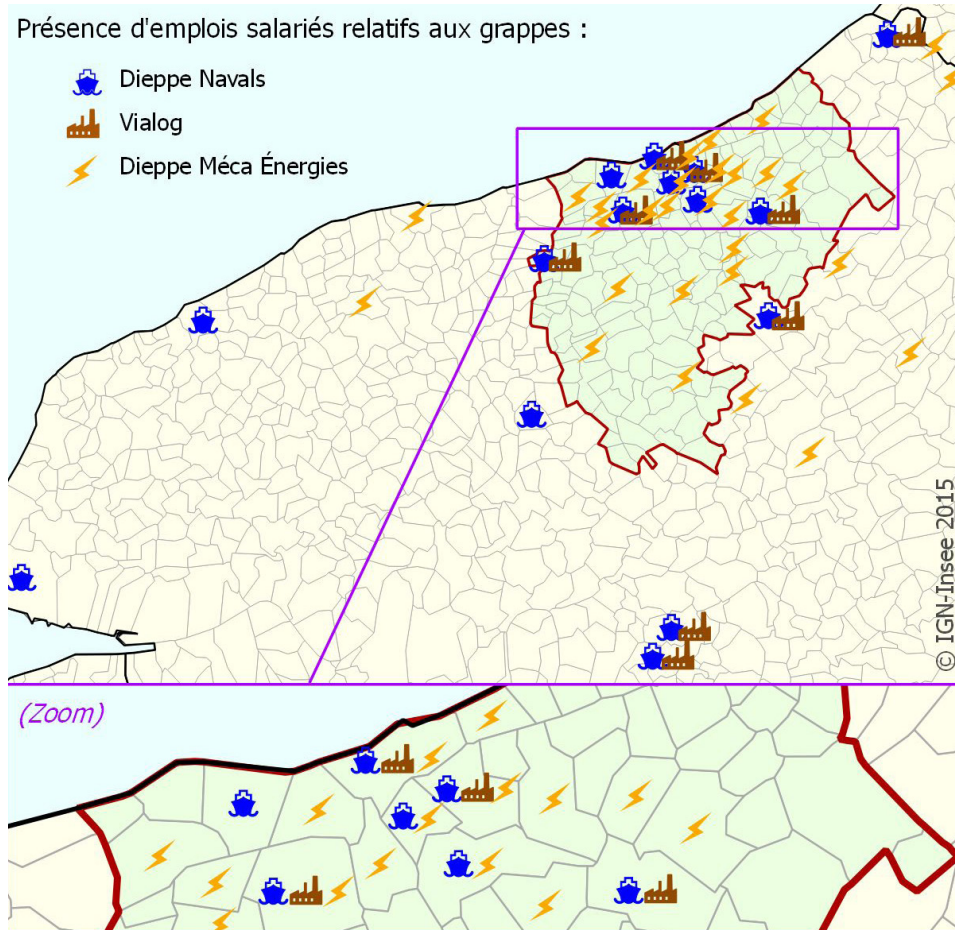 Présence d'emplois salariés relatifs aux grappes :
Dieppe Navals
Vialog
Dieppe Méca Énergies
© IGN-Insee 2015
(Zoom)